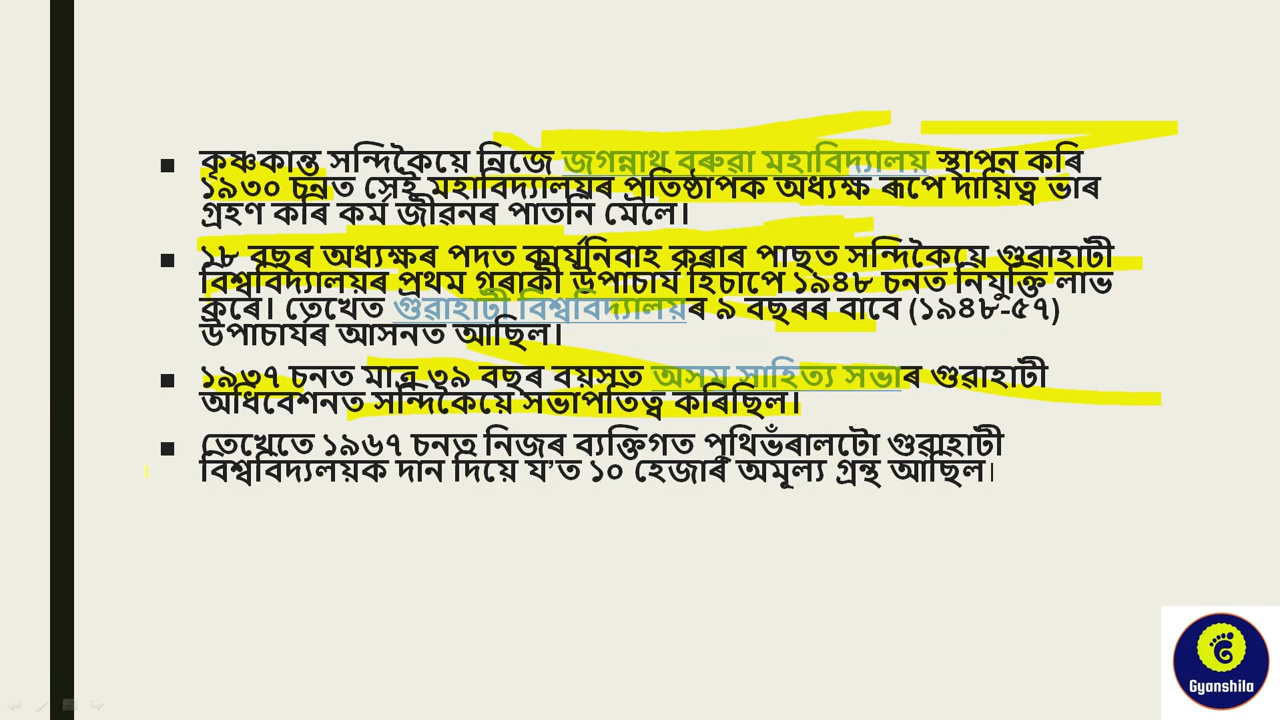 কৃষ্ণকান্ত সন্দিকৈয়ে নিজে জগন্নাথ বৰুৱা মহাবিদ্যালয় স্থাপন কৰি
১৯৩০ চনত সেই মহাবিদ্যালয়ৰ প্ৰতিষ্ঠাপক অধ্যক্ষ ৰূপে দায়িত্ব ভাৰ
গ্ৰহণ কৰি কৰ্ম জীৱনৰ পাতনি মেলে।
১৮ বছৰ অধ্যক্ষৰ পদত কাৰ্যনিবাহ কৰাৰ পাছত সন্দিকৈয়ে গুৱাহাটী
বিশ্ববিদ্যালয়ৰ প্ৰথম গৰাকী উপাচাৰ্য হিচাপে ১৯৪৮ চনত নিযুক্তি লাভ
কৰে। তেখেত গুৱাহাটী বিশ্ববিদ্যালয়ৰ ৯ বছৰৰ বাবে (১৯৪৮-৫৭)
উপাচাৰ্যৰ আসনত আছিল।
১৯৩৭ চনত মাত্ৰ ৩৯ বছৰ বয়সত অসম সাহিত্য সভাৰ গুৱাহাটী
অধিবেশনত সন্দিকৈয়ে সভাপতিত্ব কৰিছিল।
তেখেতে ১৯৬৭ চনত নিজৰ ব্যক্তিগত পুথিভঁৰালটো গুৱাহাটী
বিশ্ববিদ্যলয়ক দান দিয়ে য’ত ১০ হেজাৰ অমূল্য গ্ৰন্থ আছিল।
Gyanshila